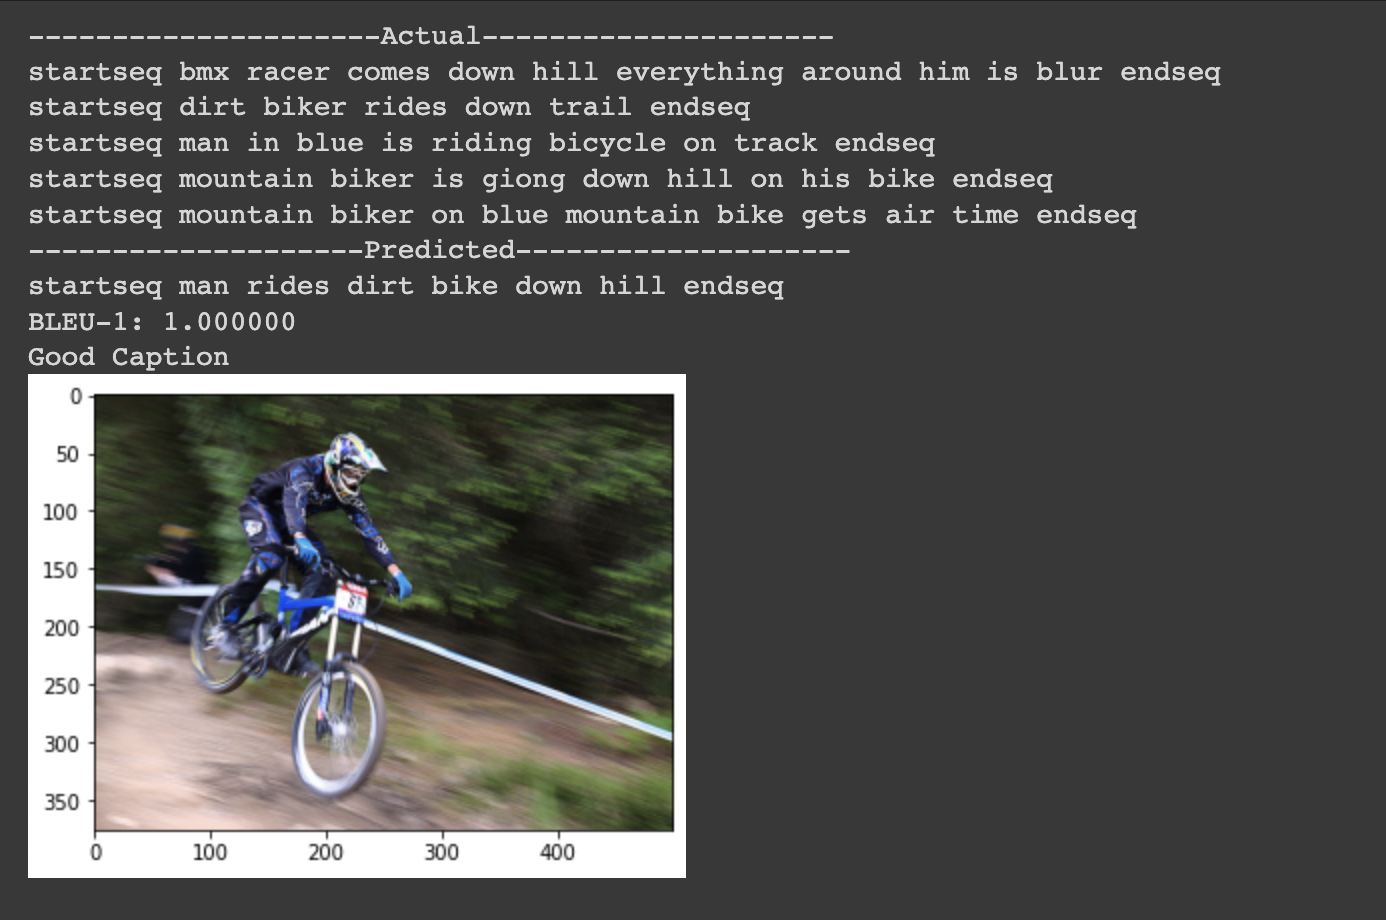 ---------------------Actual---------------------
startseq bmx racer comes down hill everything around him is blur endseq
startseq dirt biker rides down trail endseq
startseq man in blue is riding bicycle on track endseq
startseq mountain biker is giong down hill on his bike endseq
startseq mountain biker on blue mountain bike gets air time endseq
--------------------Predicted--------------------
startseq man rides dirt bike down hill endseq
BLEU-1: 1.000000
Good Caption
0
50
100
150
200
250
300
350
0 100 200 300 400